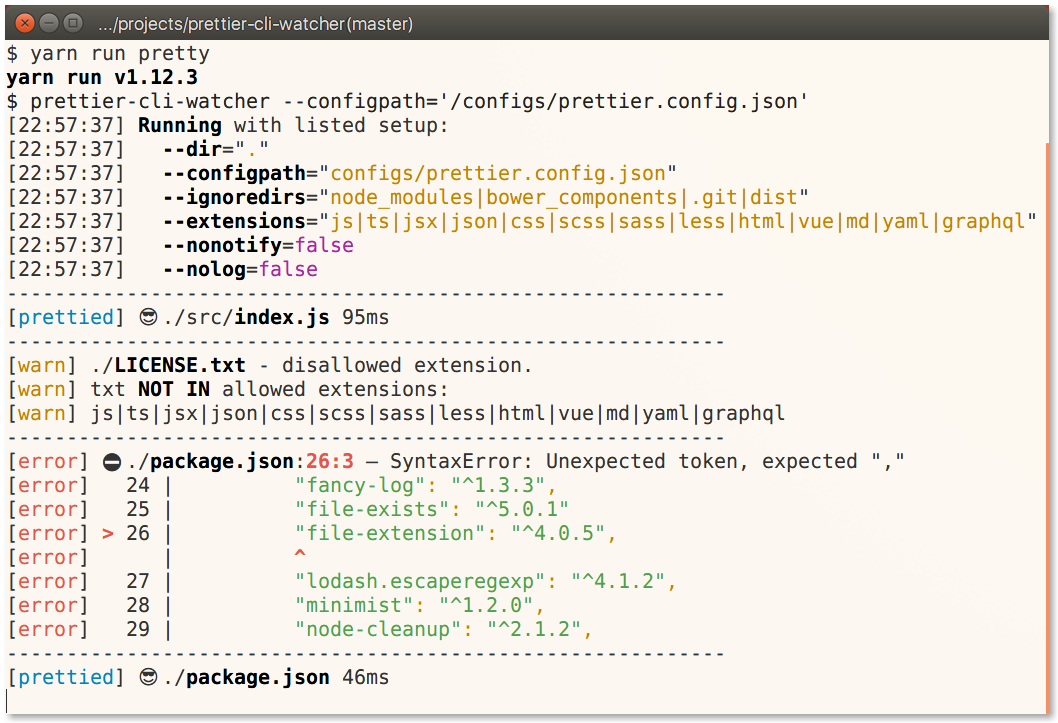 .../projects/prettier-cli-watcher(master)
$ yarn run pretty
yarn run v1.12.3
$ prettier-cli-watcher --configpath='/configs/prettier.config.json'
[22:57:37] Running with listed setup:
[22:57:37]   --dir="."
[22:57:37]   --configpath="configs/prettier.config.json"
[22:57:37]   --ignoredirs="node_modules|bower_components|.git|dist"
[22:57:37]   --extensions="js|ts|jsx|json|css|scss|sass|less|html|vue|md|yaml|graphql"
[22:57:37]   --nonotify=false
[22:57:37]   --nolog=false
------------------------------------------------------------
[prettied] 😎 ./src/index.js 95ms
------------------------------------------------------------
[warn] ./LICENSE.txt - disallowed extension.
[warn] txt NOT IN allowed extensions:
[warn] js|ts|jsx|json|css|scss|sass|less|html|vue|md|yaml|graphql
------------------------------------------------------------
[error] ⛔ ./package.json:26:3 — SyntaxError: Unexpected token, expected ","
[error]   24 |          "fancy-log": "^1.3.3",
[error]   25 |          "file-exists": "^5.0.1"
[error] > 26 |          "file-extension": "^4.0.5",
[error]      |          ^
[error]   27 |          "lodash.escaperegexp": "^4.1.2",
[error]   28 |          "minimist": "^1.2.0",
[error]   29 |          "node-cleanup": "^2.1.2",
------------------------------------------------------------
[prettied] 😎 ./package.json 46ms